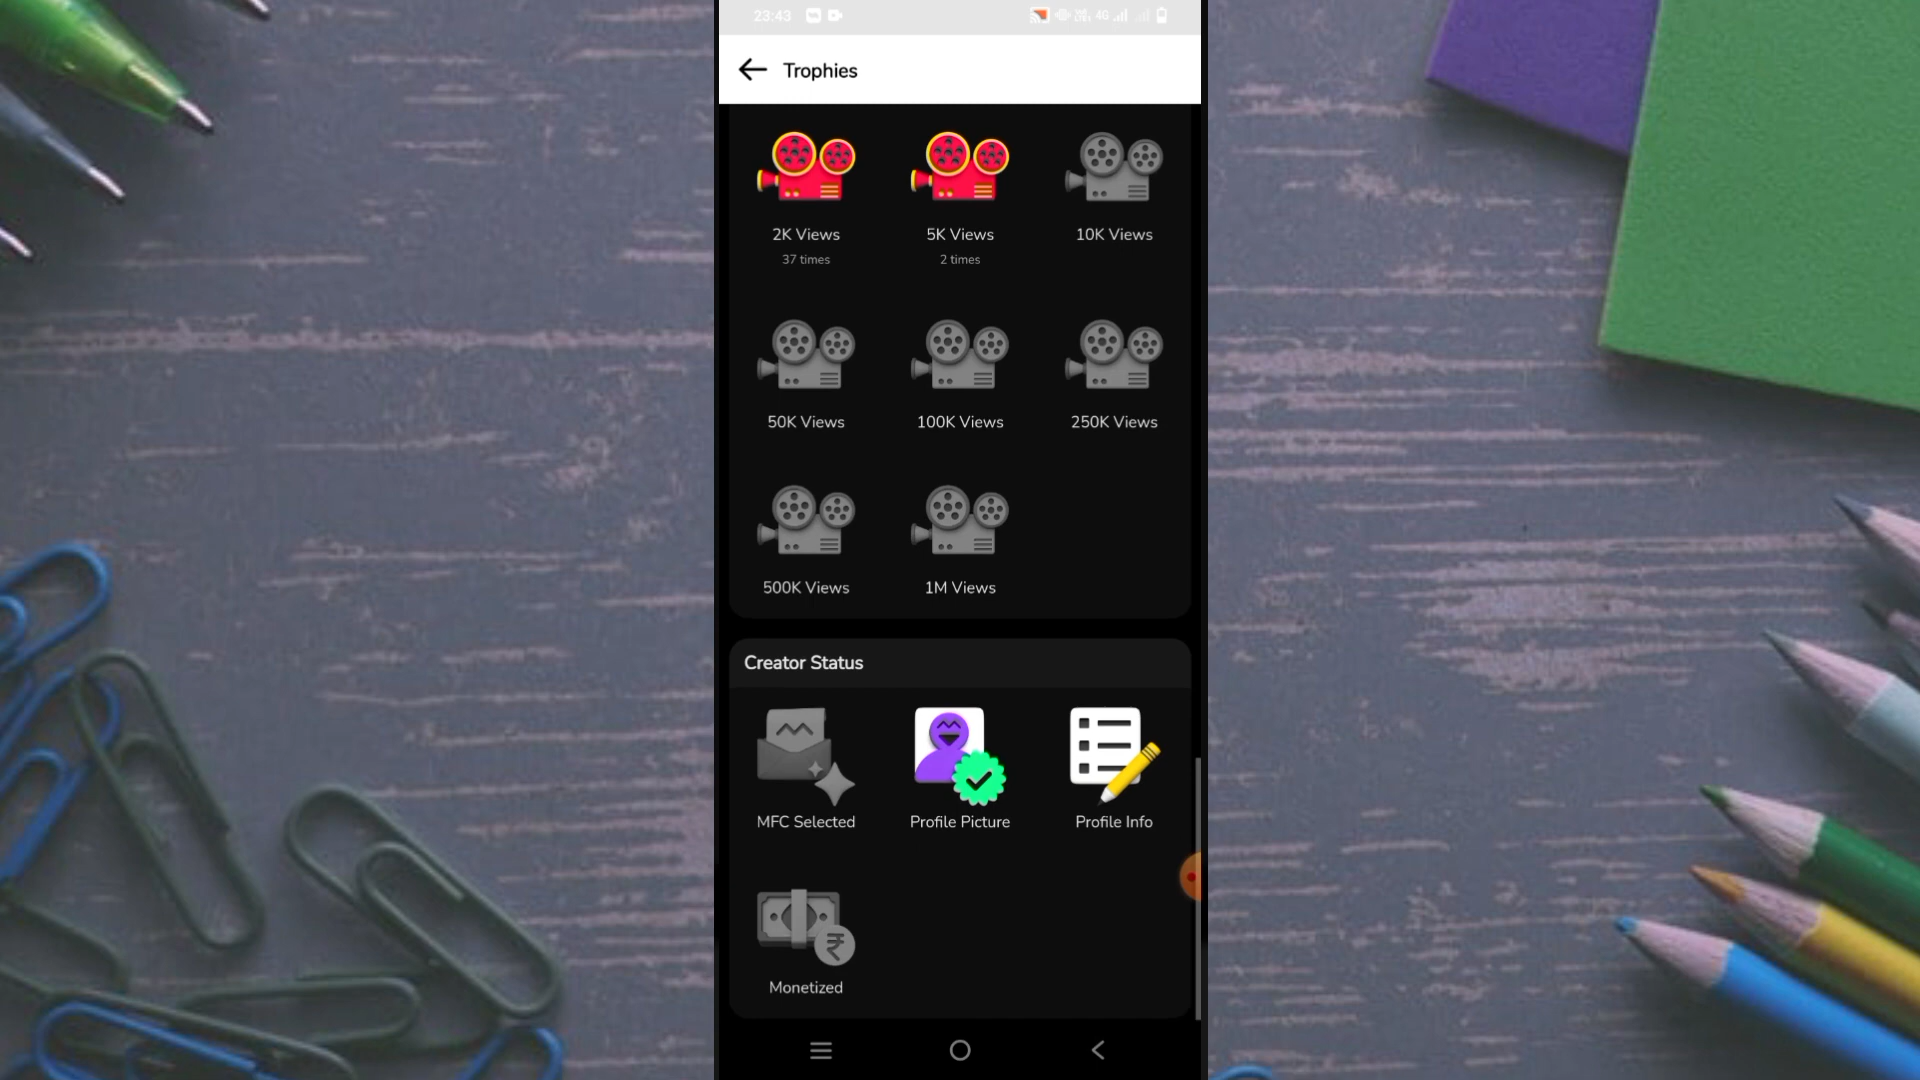 23:43
4G
Trophies
2K Views
5K Views
10K Views
37 times
2 times
50K Views
100K Views
250K Views
500K Views
1M Views
Creator Status
MFC Selected
Profile Picture
Profile Info
₹
Monetized